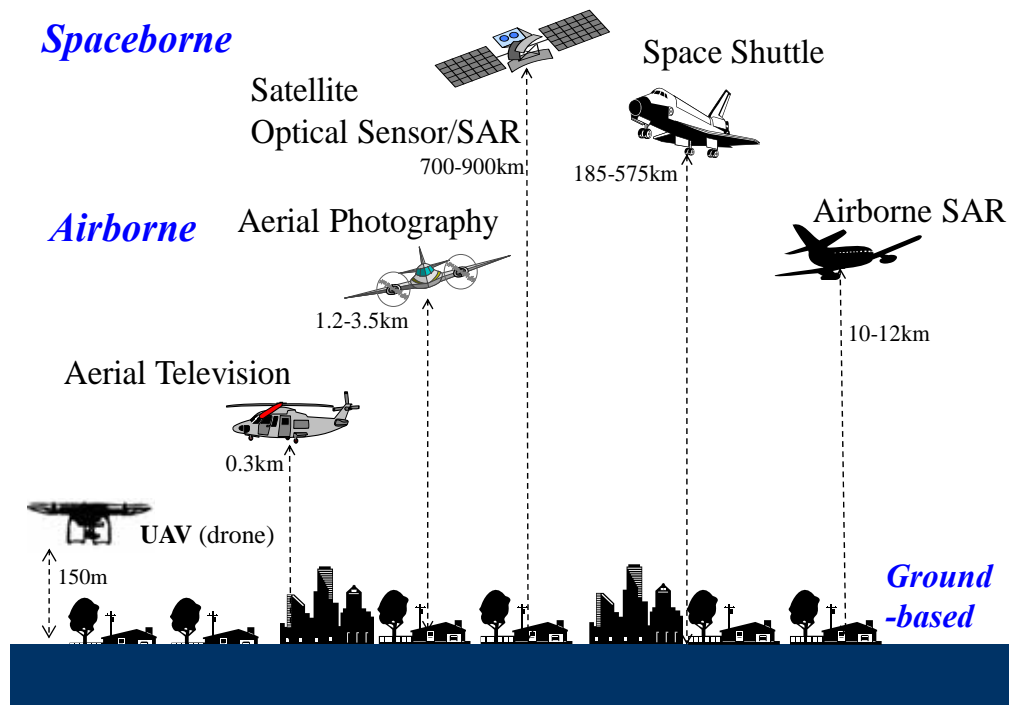 Spaceborne
Space Shuttle
Satellite
Optical Sensor/SAR
700-900km
185-575km
Airborne
Aerial Photography
Airborne SAR
1.2-3.5km
10-12km
Aerial Television
0.3km
UAV (drone)
150m
Ground
-based